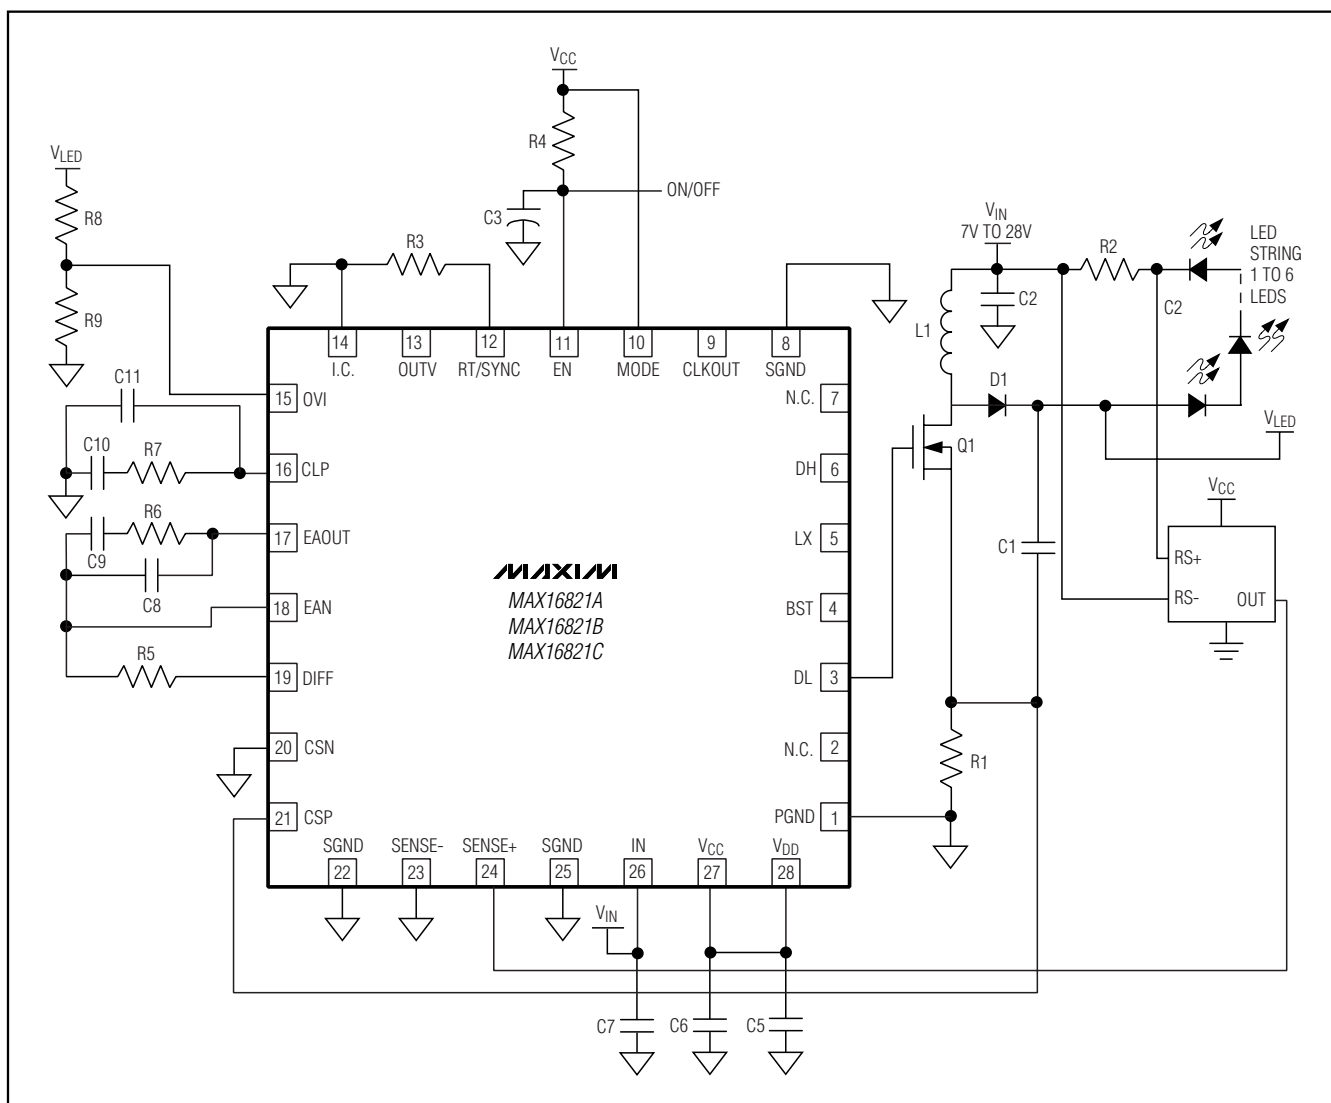 VCC
R4
ON/OFF
C3
VLED
R8
R9
R3
VIN
7V TO 28V
R2
LED
STRING
1 TO 6
LEDS
C2
C2
L1
14
13
12
11
10
9
8
I.C.
OUTV
RT/SYNC
EN
MODE
CLKOUT
SGND
C11
15 OVI
N.C. 7
D1
VLED
C10
R7
16 CLP
DH 6
Q1
C9
R6
C8
17 EAOUT
LX 5
C1
VCC
RS+
RS-
OUT
MAXIM
MAX16821A
MAX16821B
MAX16821C
18 EAN
BST 4
R5
19 DIFF
DL 3
20 CSN
N.C. 2
R1
21 CSP
PGND 1
SGND
SENSE-
SENSE+
SGND
IN
VCC
VDD
22
23
24
25
26
27
28
VIN
C7
C6
C5